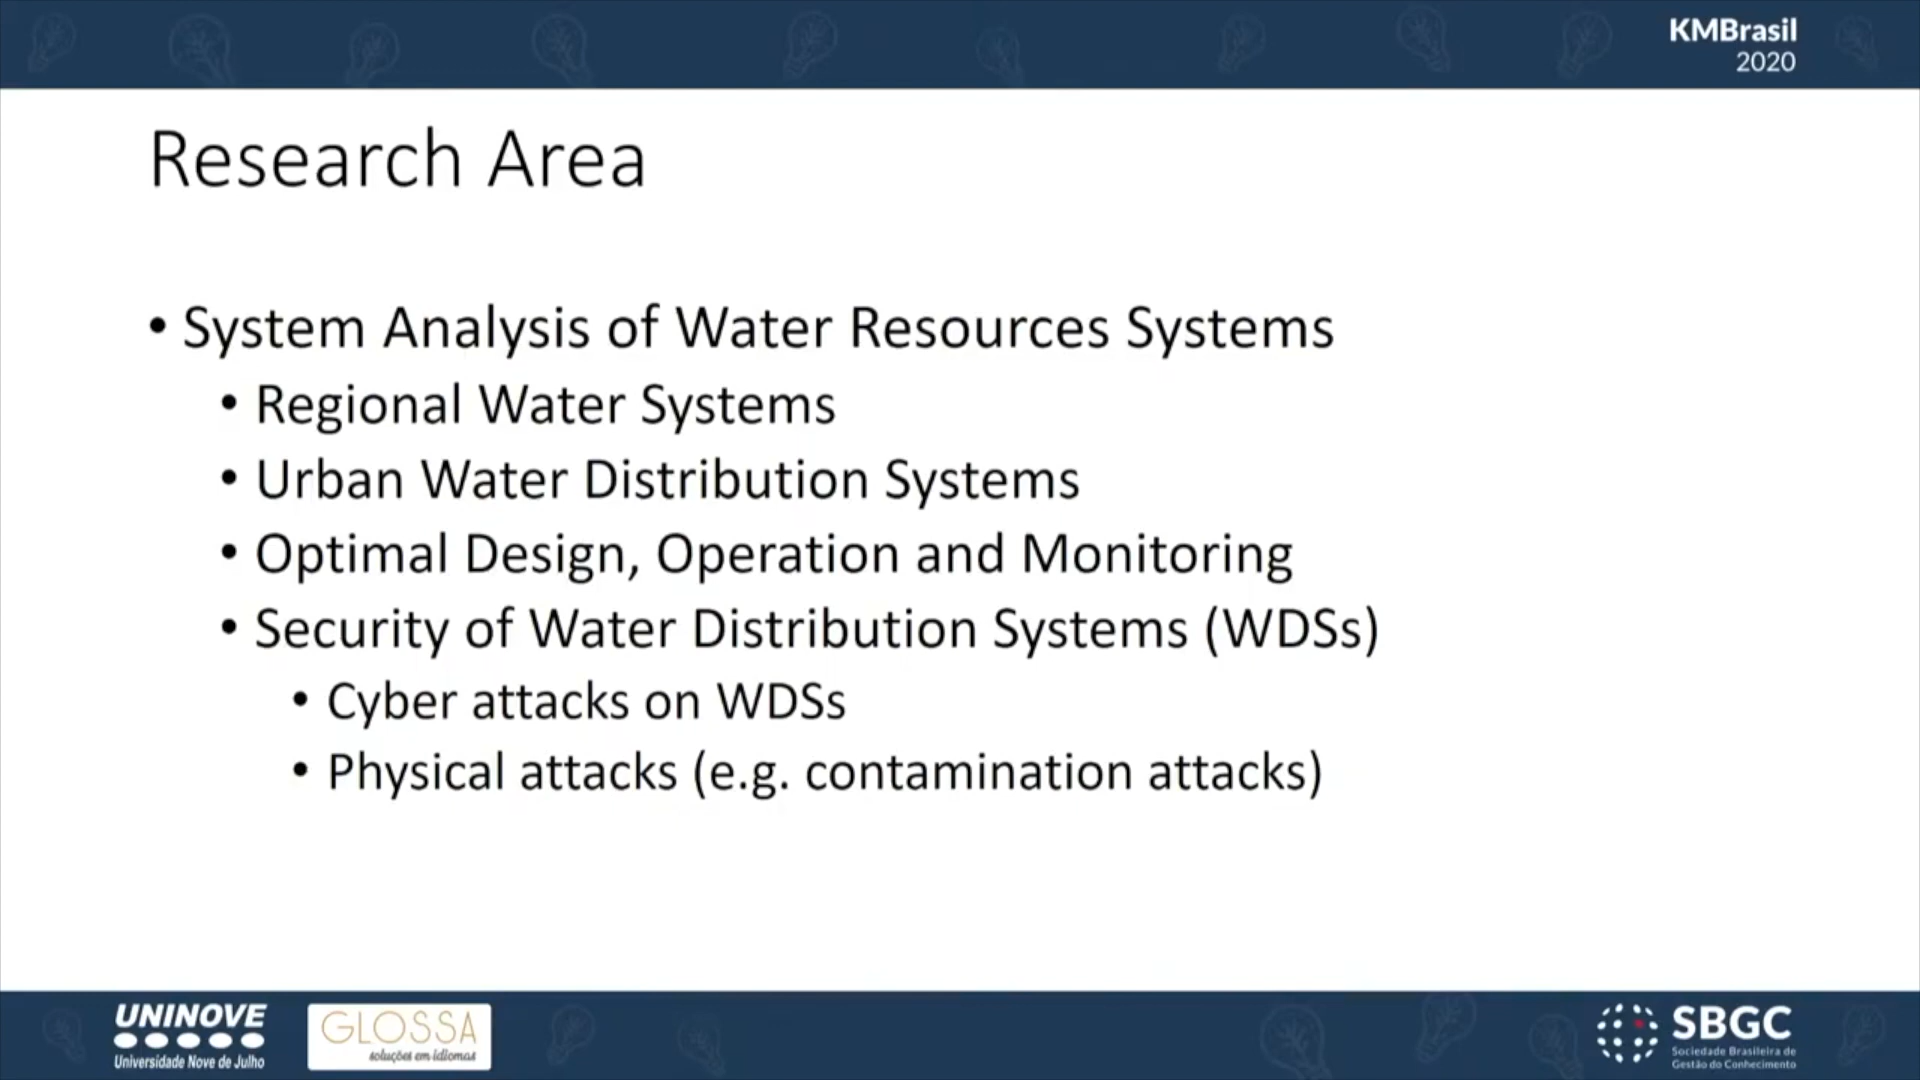 KMBrasil
2020
Research Area
• System Analysis of Water Resources Systems
• Regional Water Systems
• Urban Water Distribution Systems
• Optimal Design, Operation and Monitoring
• Security of Water Distribution Systems (WDSs)
• Cyber attacks on WDSs
• Physical attacks (e.g. contamination attacks)
UNINOVE
Universidade Nove de Julho
GLOSSA
soluções em idiomas
SBGC
Sociedade Brasileira de
Gestão do Conhecimento